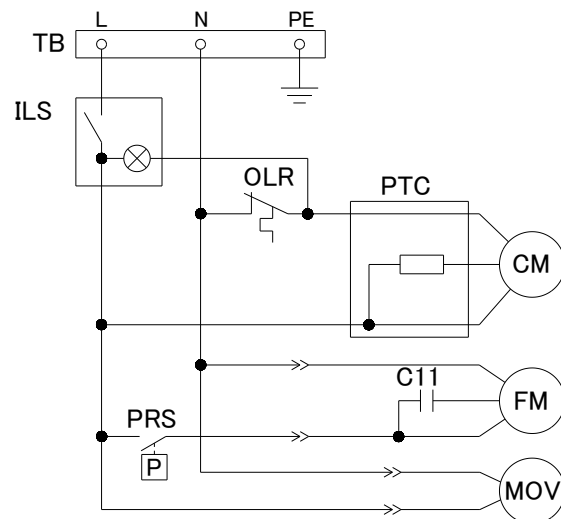 L N PE
TB
ILS
OLR PTC
CM
C11
FM
PRS
P
MOV